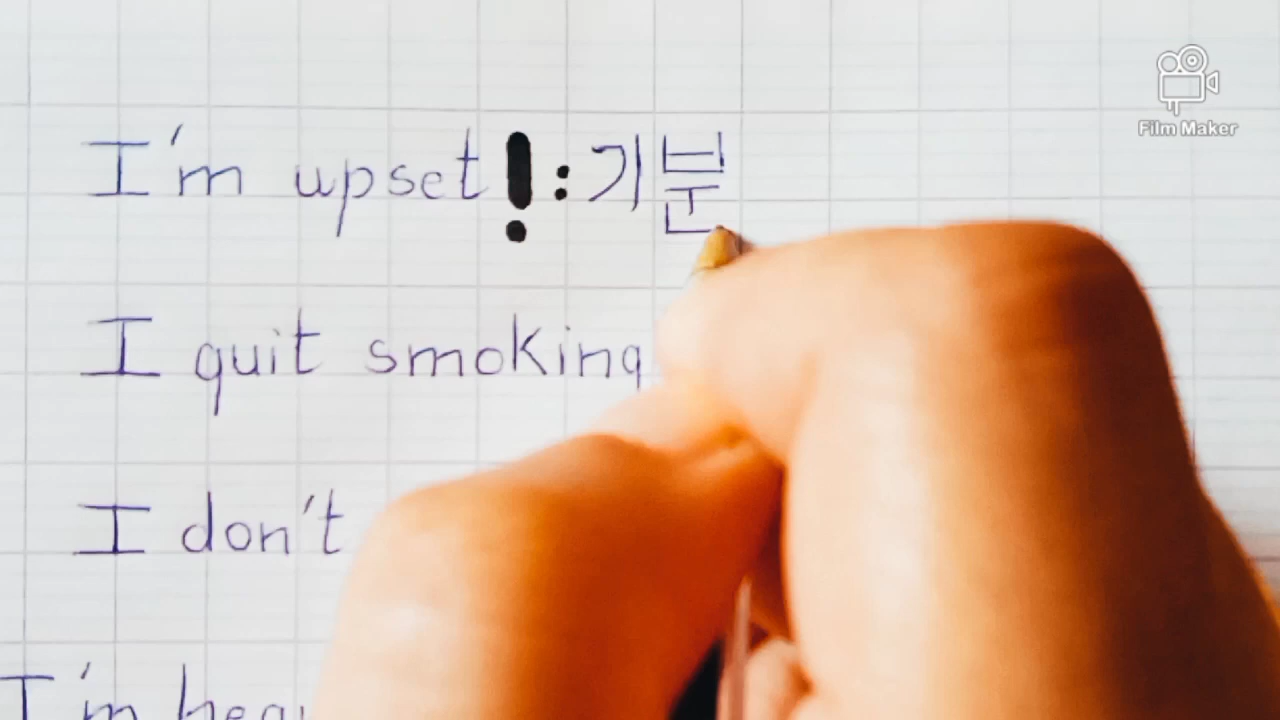 Film Maker
I'm upset!: 기분
I quit smoking
I don't
I'm